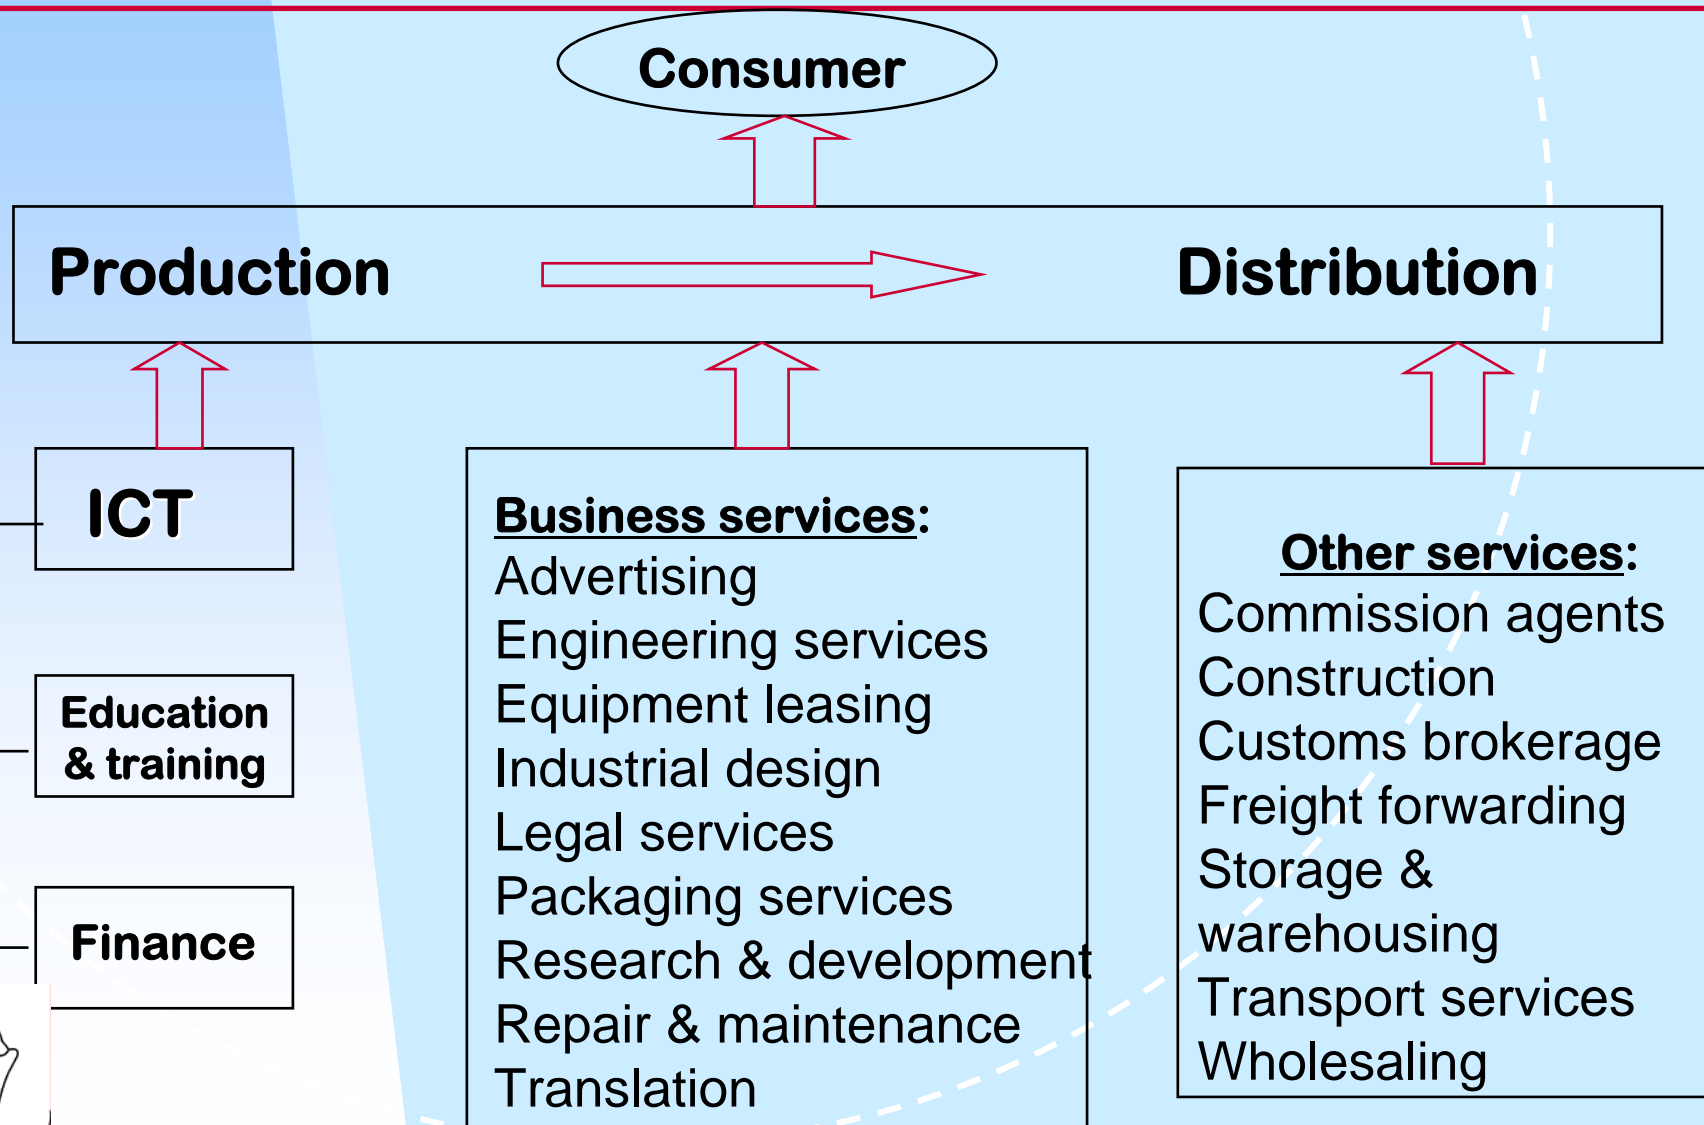 Consumer
Production
Distribution
ICT
Education
& training
Finance
Business services:
Advertising
Engineering services
Equipment leasing
Industrial design
Legal services
Packaging services
Research & development
Repair & maintenance
Translation
Other services:
Commission agents
Construction
Customs brokerage
Freight forwarding
Storage &
warehousing
Transport services
Wholesaling